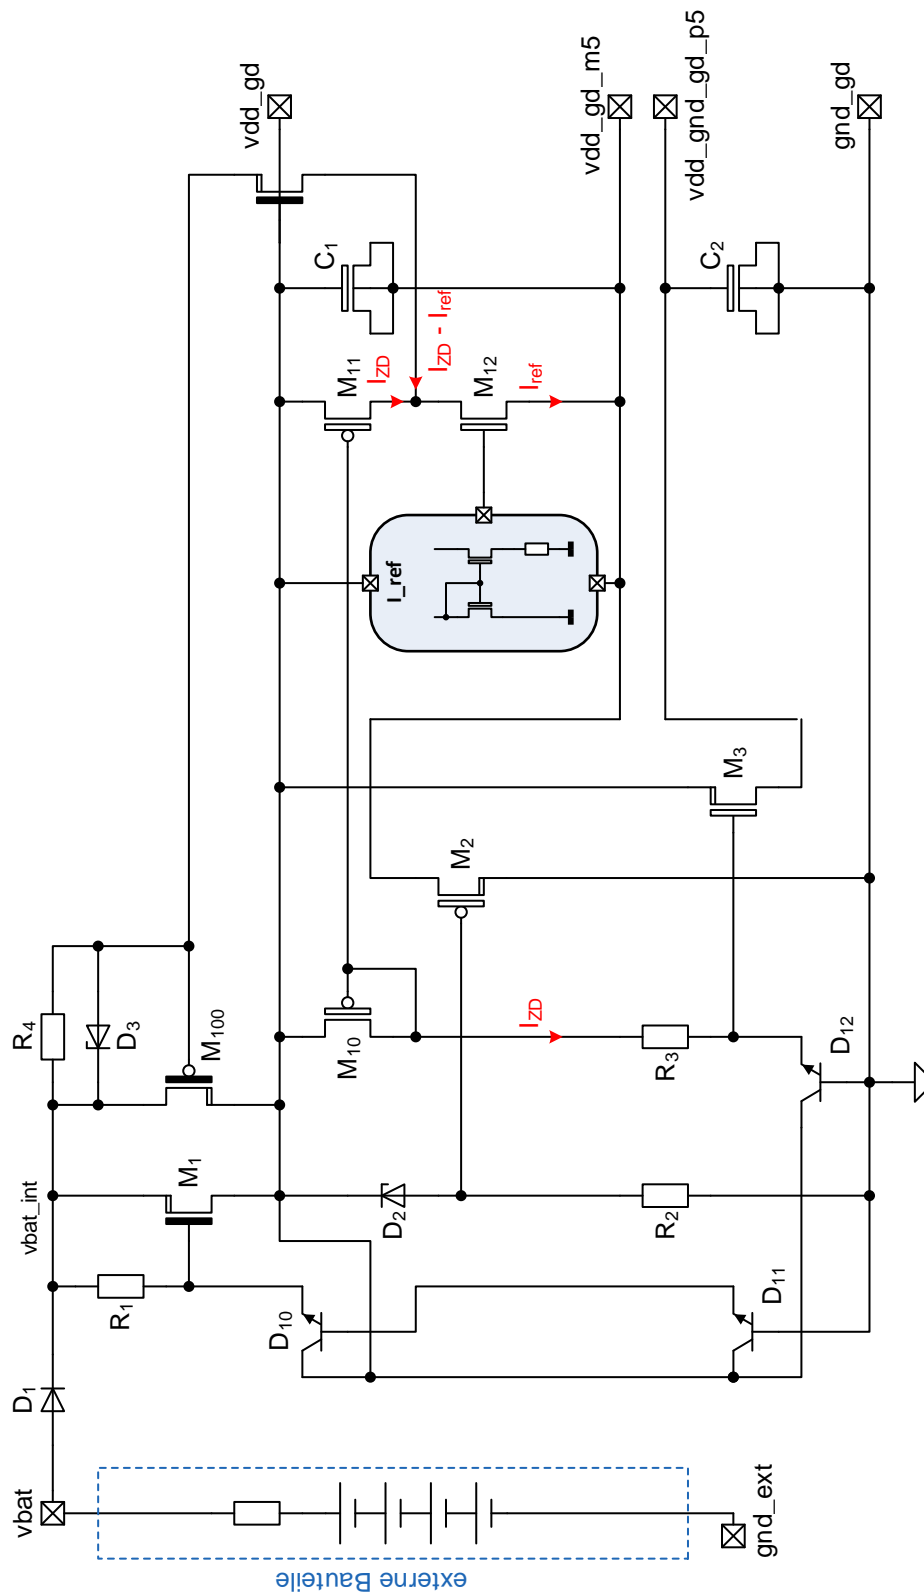 vbat
D1
R1
vbat_int
M1
R4
D3
M100
vdd_gd
externe Bauteile
gnd_ext
D10
D11
D2
R2
M10
IZD
R3
D12
M2
M3
I_ref
M11
IZD
IZD - Iref
M12
Iref
C1
vdd_gd_m5
vdd_gnd_gd_p5
C2
gnd_gd